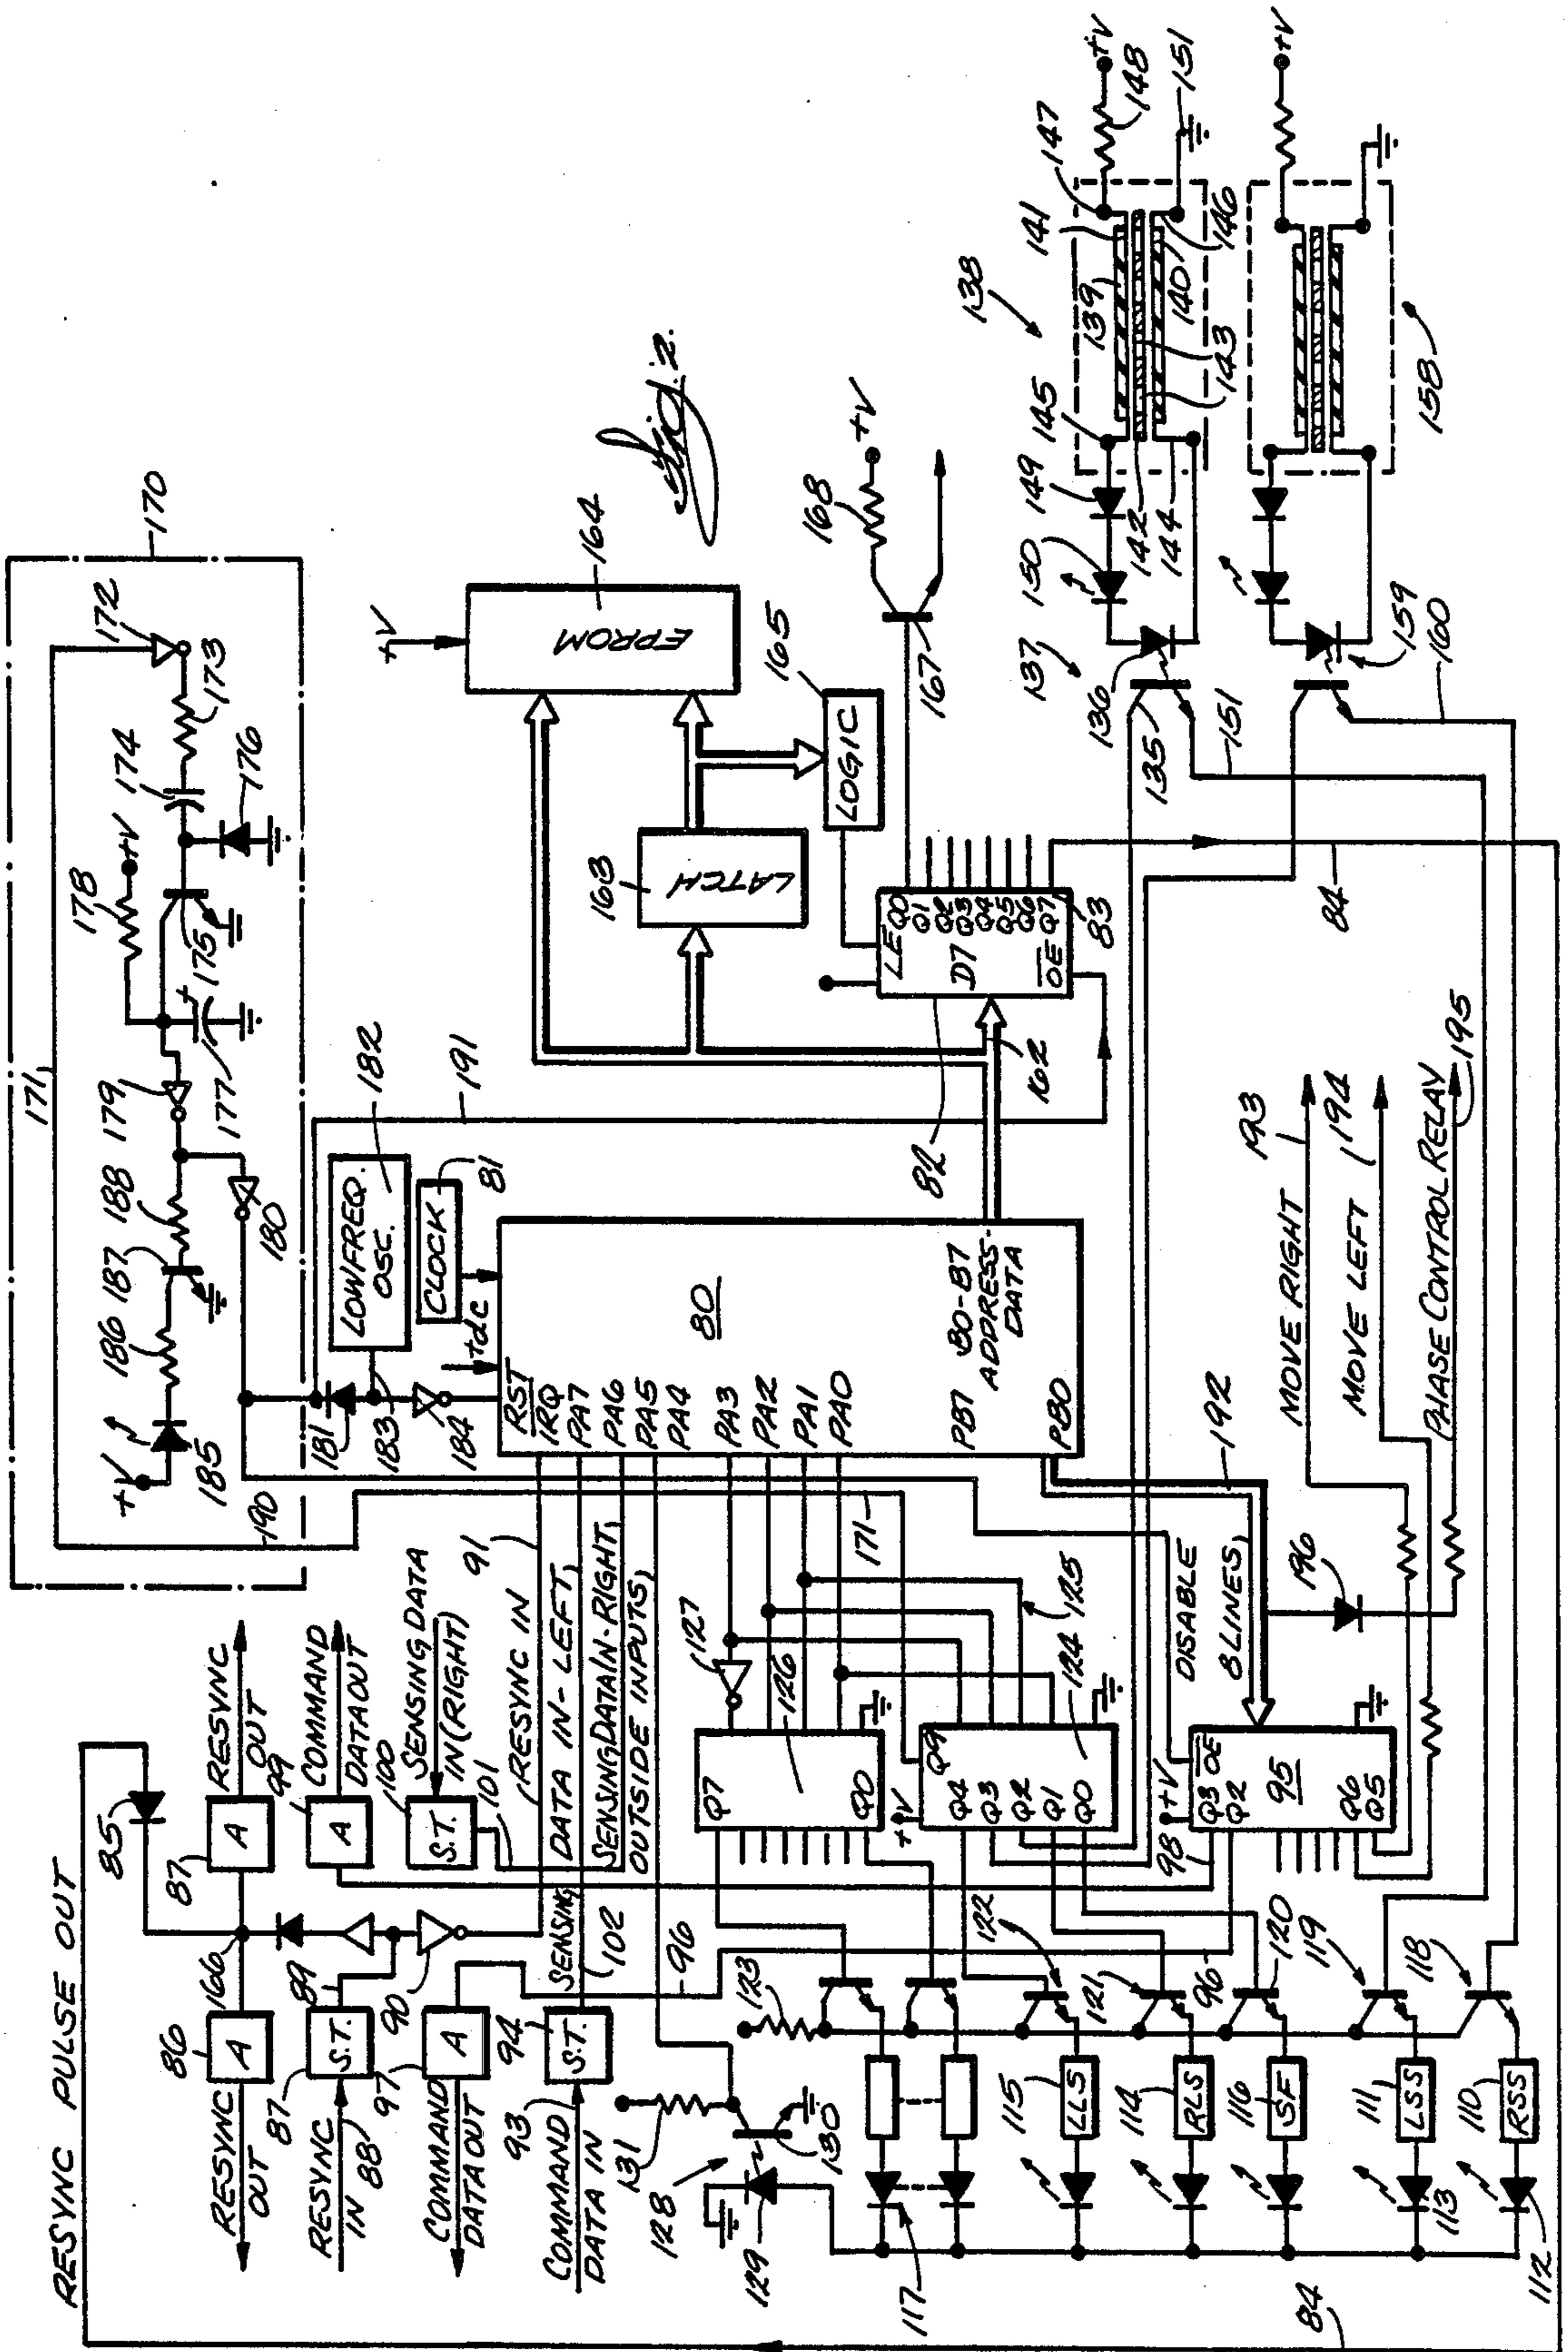 RESYNC PULSE OUT
85
86
A
166
87
A
RESYNC
OUT
RESYNC
OUT
99
RESYNC
IN 88
87
S.T.
89
90
A
COMMAND
DATA OUT
COMMAND
DATA OUT
97
A
100
S.T.
SENSING DATA
IN (RIGHT)
101
COMMAND
DATA IN
93
94
S.T.
SENSING
102
96
RESYNC IN
91
DATA IN-LEFT
SENSING DATA IN-RIGHT
OUTSIDE INPUTS
190
171
170
+V
185
186
187
188
179
180
177
175
178
+V
174
176
173
172
181
183
184
LOW FREQ.
OSC.
182
CLOCK
81
+dc
191
RST
IRQ
PA7
PA6
PA5
PA4
PA3
PA2
PA1
PA0
PB7
PB0
80
B0-B7
ADDRESS-
DATA
+V
EPROM
164
LATCH
163
LOGIC
165
Fig. 2.
82
162
LE
D7
OE
Q0
Q1
Q2
Q3
Q4
Q5
Q6
Q7
83
84
167
168
+V
128
129
130
131
123
127
126
Q7
Q0
171
+V
Q9
Q4
Q3
Q2
Q1
Q0
124
125
DISABLE
8 LINES
192
98
+V
Q3
Q2
OE
95
Q6
Q5
196
MOVE RIGHT
193
MOVE LEFT
194
PHASE CONTROL RELAY
195
117
115
LLS
122
114
RLS
121
116
SF
96
120
111
LSS
119
113
110
RSS
118
112
84
137
136
135
151
150
149
145
138
139
141
147
148
+V
151
142
144
143
140
146
159
160
158
+V